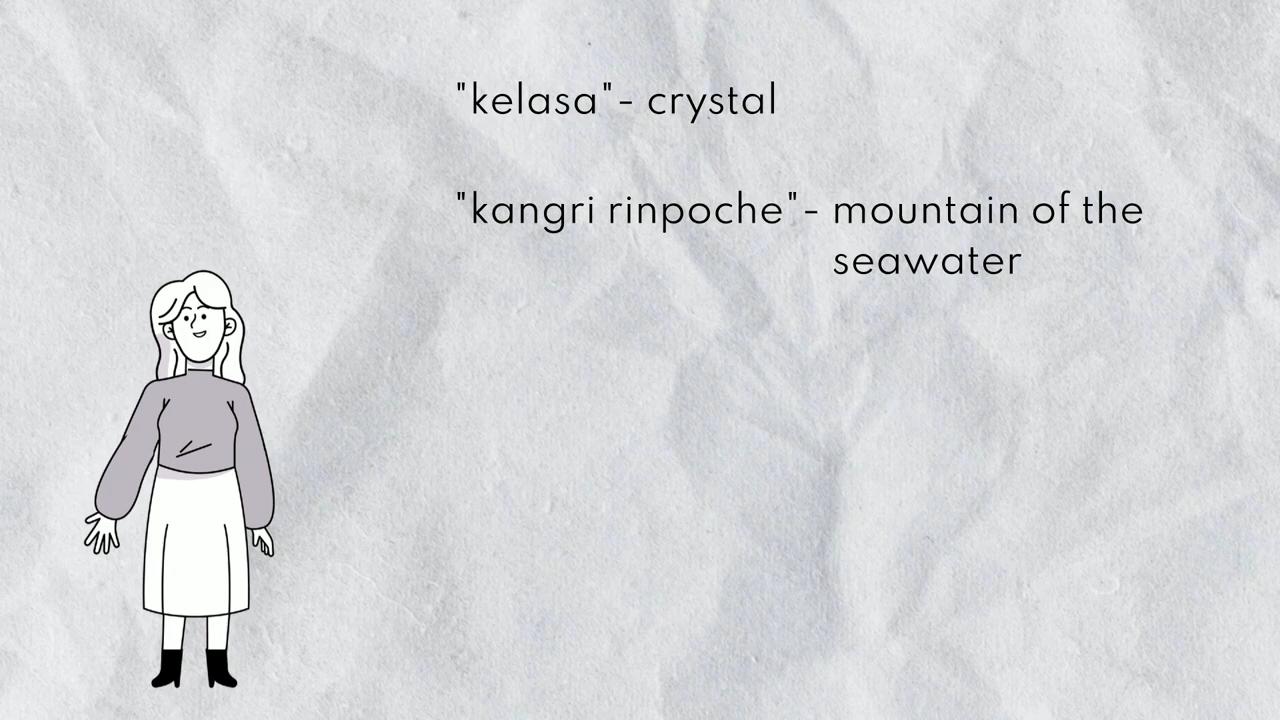 "kelasa"- crystal
"kangri rinpoche"- mountain of the
seawater